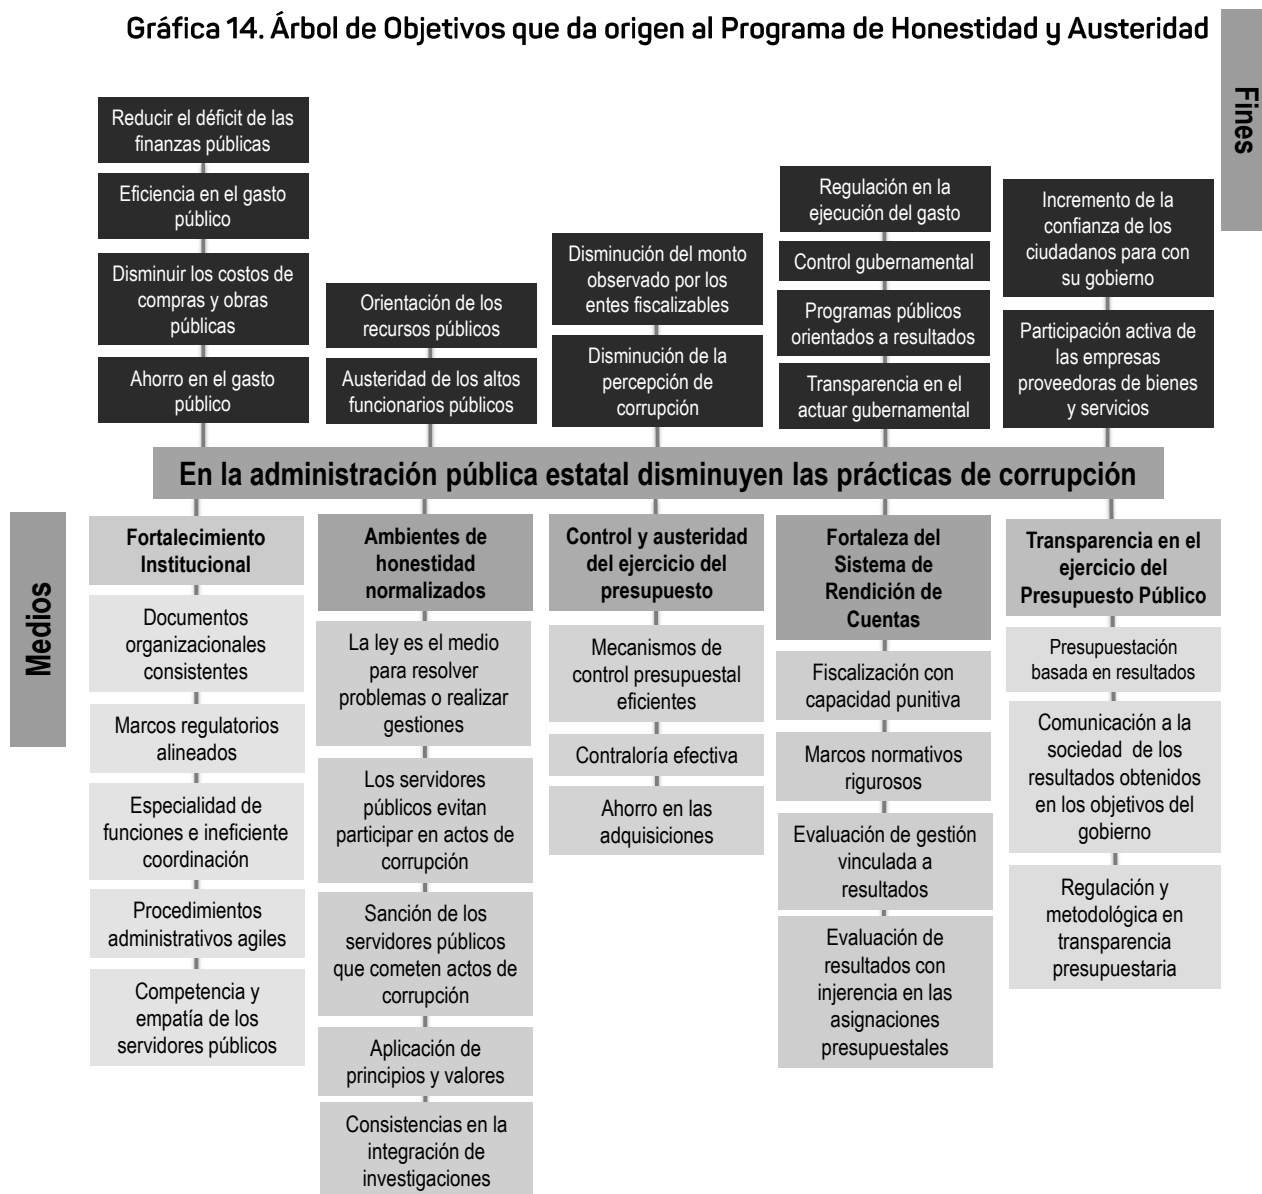 Gráfica 14. Árbol de Objetivos que da origen al Programa de Honestidad y Austeridad
Fines
Reducir el déficit de las
finanzas públicas
Eficiencia en el gasto
público
Disminuir los costos de
compras y obras
públicas
Ahorro en el gasto
público
Orientación de los
recursos públicos
Austeridad de los altos
funcionarios públicos
Disminución del monto
observado por los
entes fiscalizables
Disminución de la
percepción de
corrupción
Regulación en la
ejecución del gasto
Control gubernamental
Programas públicos
orientados a resultados
Transparencia en el
actuar gubernamental
Incremento de la
confianza de los
ciudadanos para con
su gobierno
Participación activa de
las empresas
proveedoras de bienes
y servicios
En la administración pública estatal disminuyen las prácticas de corrupción
Medios
Fortalecimiento
Institucional
Documentos
organizacionales
consistentes
Marcos regulatorios
alineados
Especialidad de
funciones e ineficiente
coordinación
Procedimientos
administrativos agiles
Competencia y
empatía de los
servidores públicos
Ambientes de
honestidad
normalizados
La ley es el medio
para resolver
problemas o realizar
gestiones
Los servidores
públicos evitan
participar en actos de
corrupción
Sanción de los
servidores públicos
que cometen actos de
corrupción
Aplicación de
principios y valores
Consistencias en la
integración de
investigaciones
Control y austeridad
del ejercicio del
presupuesto
Mecanismos de
control presupuestal
eficientes
Contraloría efectiva
Ahorro en las
adquisiciones
Fortaleza del
Sistema de
Rendición de
Cuentas
Fiscalización con
capacidad punitiva
Marcos normativos
rigurosos
Evaluación de gestión
vinculada a
resultados
Evaluación de
resultados con
injerencia en las
asignaciones
presupuestales
Transparencia en el
ejercicio del
Presupuesto Público
Presupuestación
basada en resultados
Comunicación a la
sociedad de los
resultados obtenidos
en los objetivos del
gobierno
Regulación y
metodológica en
transparencia
presupuestaria